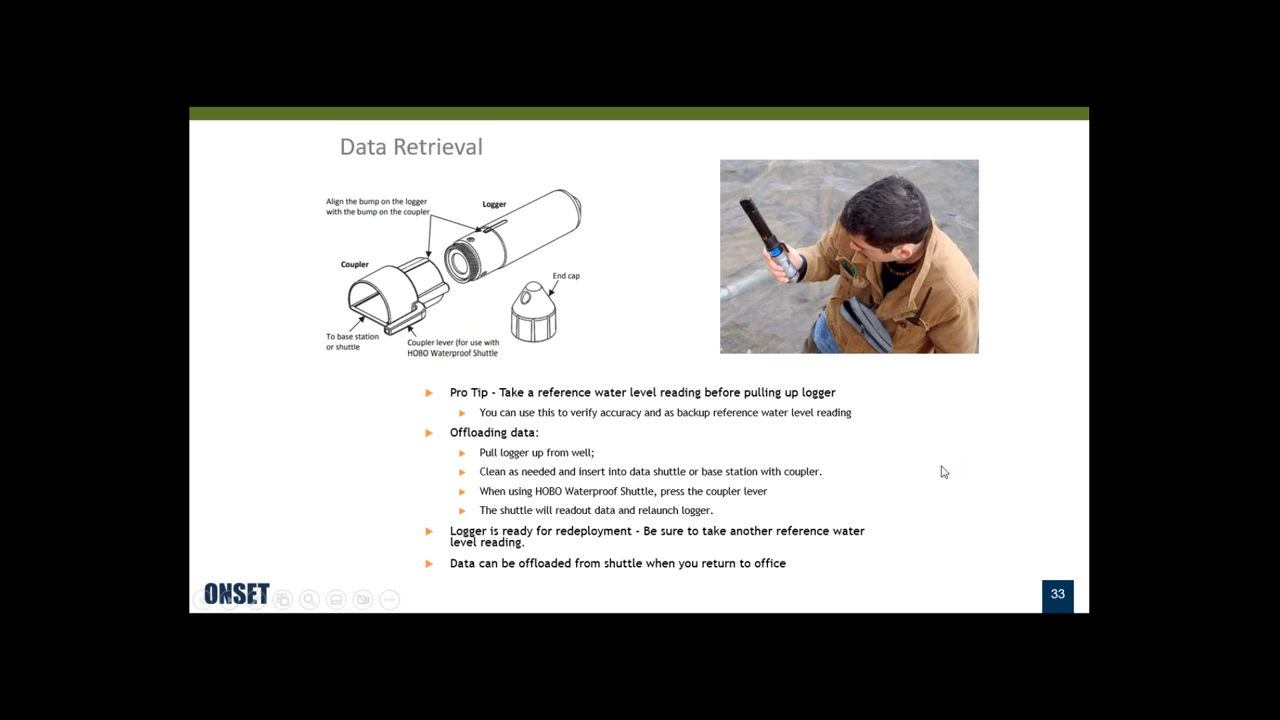 Data Retrieval
Align the bump on the logger
with the bump on the coupler
Logger
Coupler
End cap
To base station
or shuttle
Coupler lever (for use with
HOBO Waterproof Shuttle
Pro Tip - Take a reference water level reading before pulling up logger
You can use this to verify accuracy and as backup reference water level reading
Offloading data:
Pull logger up from well;
Clean as needed and insert into data shuttle or base station with coupler.
When using HOBO Waterproof Shuttle, press the coupler lever
The shuttle will readout data and relaunch logger.
Logger is ready for redeployment - Be sure to take another reference water
level reading.
Data can be offloaded from shuttle when you return to office
ONSET
33